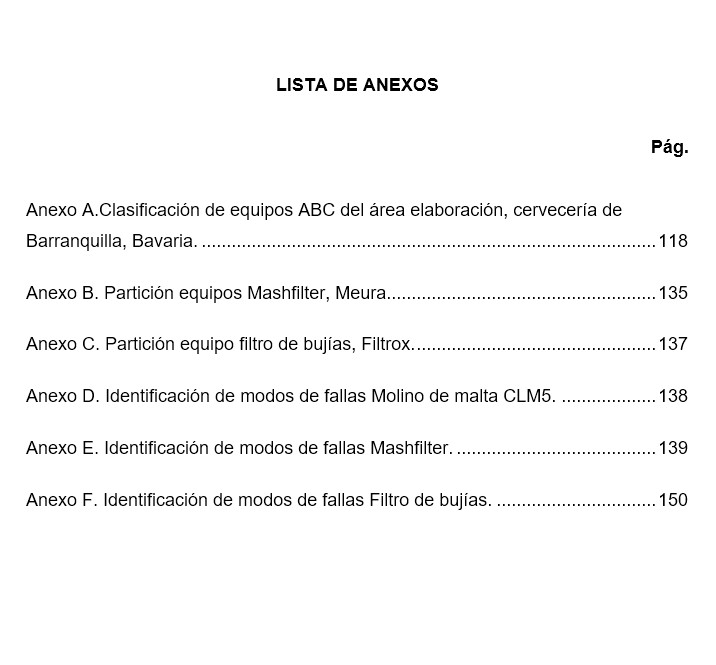 LISTA DE ANEXOS
Pág.
Anexo A.Clasificación de equipos ABC del área elaboración, cervecería de
Barranquilla, Bavaria. ........................................................................................... 118
Anexo B. Partición equipos Mashfilter, Meura...................................................... 135
Anexo C. Partición equipo filtro de bujías, Filtrox................................................. 137
Anexo D. Identificación de modos de fallas Molino de malta CLM5. ................... 138
Anexo E. Identificación de modos de fallas Mashfilter. ........................................ 139
Anexo F. Identificación de modos de fallas Filtro de bujías. ................................ 150